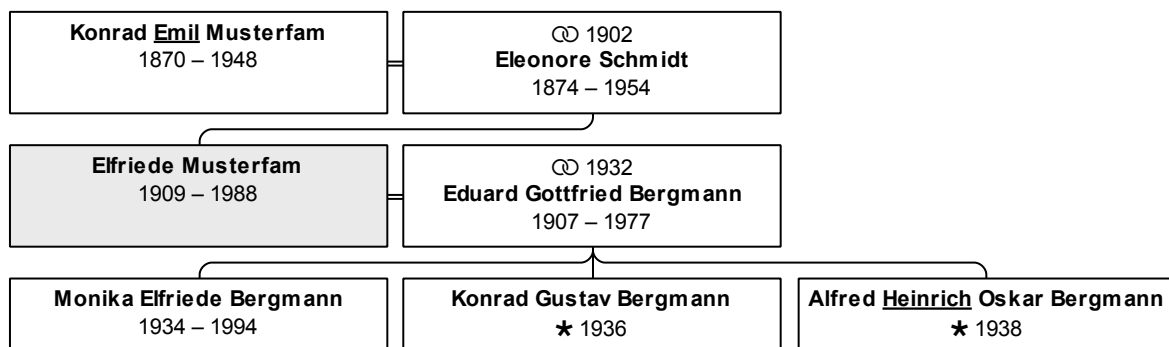 Konrad Emil Musterfam
1870 – 1948
⚭ 1902
Eleonore Schmidt
1874 – 1954
Elfriede Musterfam
1909 – 1988
⚭ 1932
Eduard Gottfried Bergmann
1907 – 1977
Monika Elfriede Bergmann
1934 – 1994
Konrad Gustav Bergmann
* 1936
Alfred Heinrich Oskar Bergmann
* 1938